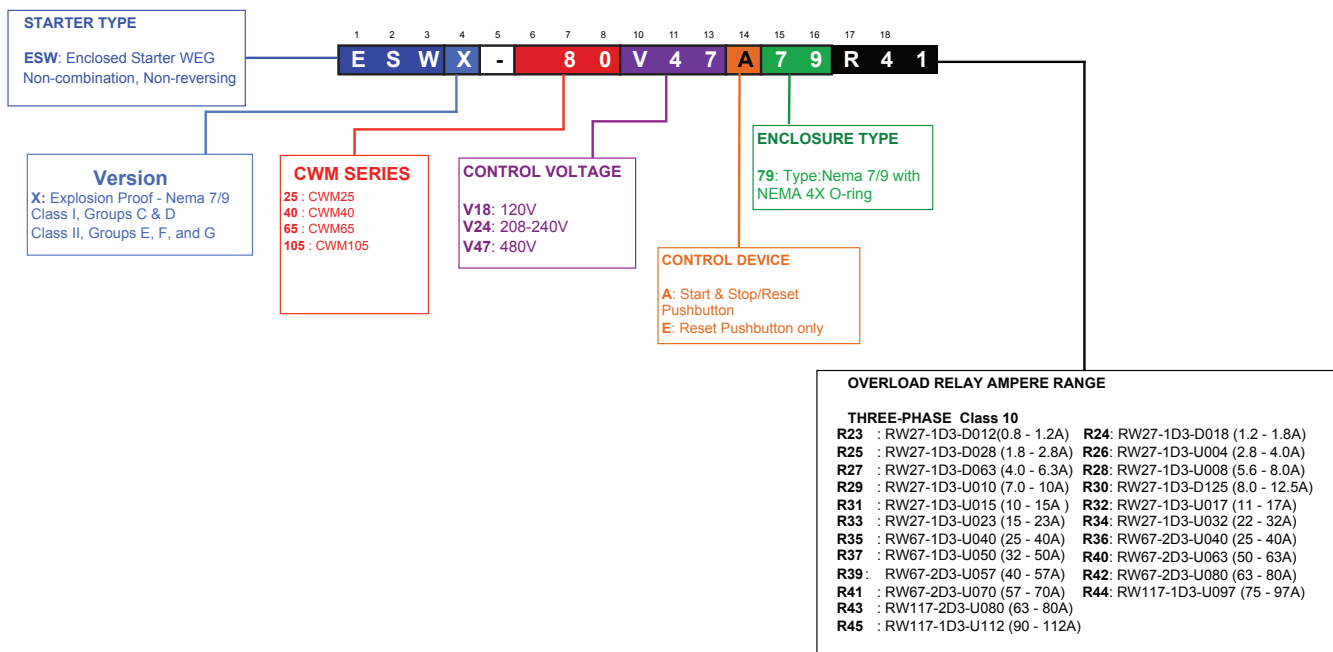 STARTER TYPE
ESW: Enclosed Starter WEG
Non-combination, Non-reversing
1 2 3 4 5 6 7 8 10 11 13 14 15 16 17 18
E S W X - 8 0 V 4 7 A 7 9 R 4 1
Version
X: Explosion Proof - Nema 7/9
Class I, Groups C & D
Class II, Groups E, F, and G
CWM SERIES
25 : CWM25
40 : CWM40
65 : CWM65
105 : CWM105
CONTROL VOLTAGE
V18: 120V
V24: 208-240V
V47: 480V
CONTROL DEVICE
A: Start & Stop/Reset
Pushbutton
E: Reset Pushbutton only
ENCLOSURE TYPE
79: Type:Nema 7/9 with
NEMA 4X O-ring
OVERLOAD RELAY AMPERE RANGE
THREE-PHASE Class 10
R23 : RW27-1D3-D012(0.8 - 1.2A) R24: RW27-1D3-D018 (1.2 - 1.8A)
R25 : RW27-1D3-D028 (1.8 - 2.8A) R26: RW27-1D3-U004 (2.8 - 4.0A)
R27 : RW27-1D3-D063 (4.0 - 6.3A) R28: RW27-1D3-U008 (5.6 - 8.0A)
R29 : RW27-1D3-U010 (7.0 - 10A) R30: RW27-1D3-D125 (8.0 - 12.5A)
R31 : RW27-1D3-U015 (10 - 15A ) R32: RW27-1D3-U017 (11 - 17A)
R33 : RW27-1D3-U023 (15 - 23A) R34: RW27-1D3-U032 (22 - 32A)
R35 : RW67-1D3-U040 (25 - 40A) R36: RW67-2D3-U040 (25 - 40A)
R37 : RW67-1D3-U050 (32 - 50A) R40: RW67-2D3-U063 (50 - 63A)
R39 : RW67-2D3-U057 (40 - 57A) R42: RW67-2D3-U080 (63 - 80A)
R41 : RW67-2D3-U070 (57 - 70A) R44: RW117-1D3-U097 (75 - 97A)
R43 : RW117-2D3-U080 (63 - 80A)
R45 : RW117-1D3-U112 (90 - 112A)